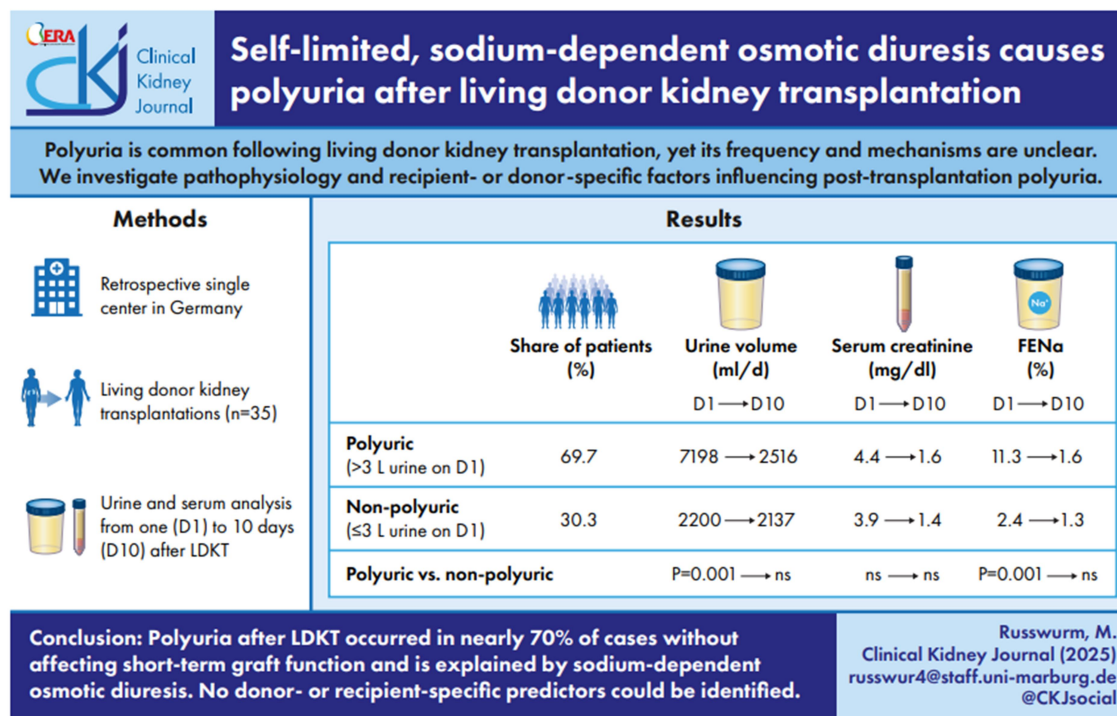 ERA
CKJ
Clinical
Kidney
Journal
Self-limited, sodium-dependent osmotic diuresis causes
polyuria after living donor kidney transplantation
Polyuria is common following living donor kidney transplantation, yet its frequency and mechanisms are unclear.
We investigate pathophysiology and recipient- or donor-specific factors influencing post-transplantation polyuria.
Methods
Retrospective single
center in Germany
Living donor kidney
transplantations (n=35)
Urine and serum analysis
from one (D1) to 10 days
(D10) after LDKT
Results
Na⁺
Share of patients Urine volume Serum creatinine FENa
(%) (ml/d) (mg/dl) (%)
D1 → D10 D1 → D10 D1 → D10
Polyuric
(>3 L urine on D1) 69.7 7198 → 2516 4.4 → 1.6 11.3 → 1.6
Non-polyuric
(≤3 L urine on D1) 30.3 2200 → 2137 3.9 → 1.4 2.4 → 1.3
Polyuric vs. non-polyuric P=0.001 → ns ns → ns P=0.001 → ns
Conclusion: Polyuria after LDKT occurred in nearly 70% of cases without
affecting short-term graft function and is explained by sodium-dependent
osmotic diuresis. No donor- or recipient-specific predictors could be identified.
Russwurm, M.
Clinical Kidney Journal (2025)
russwur4@staff.uni-marburg.de
@CKJsocial